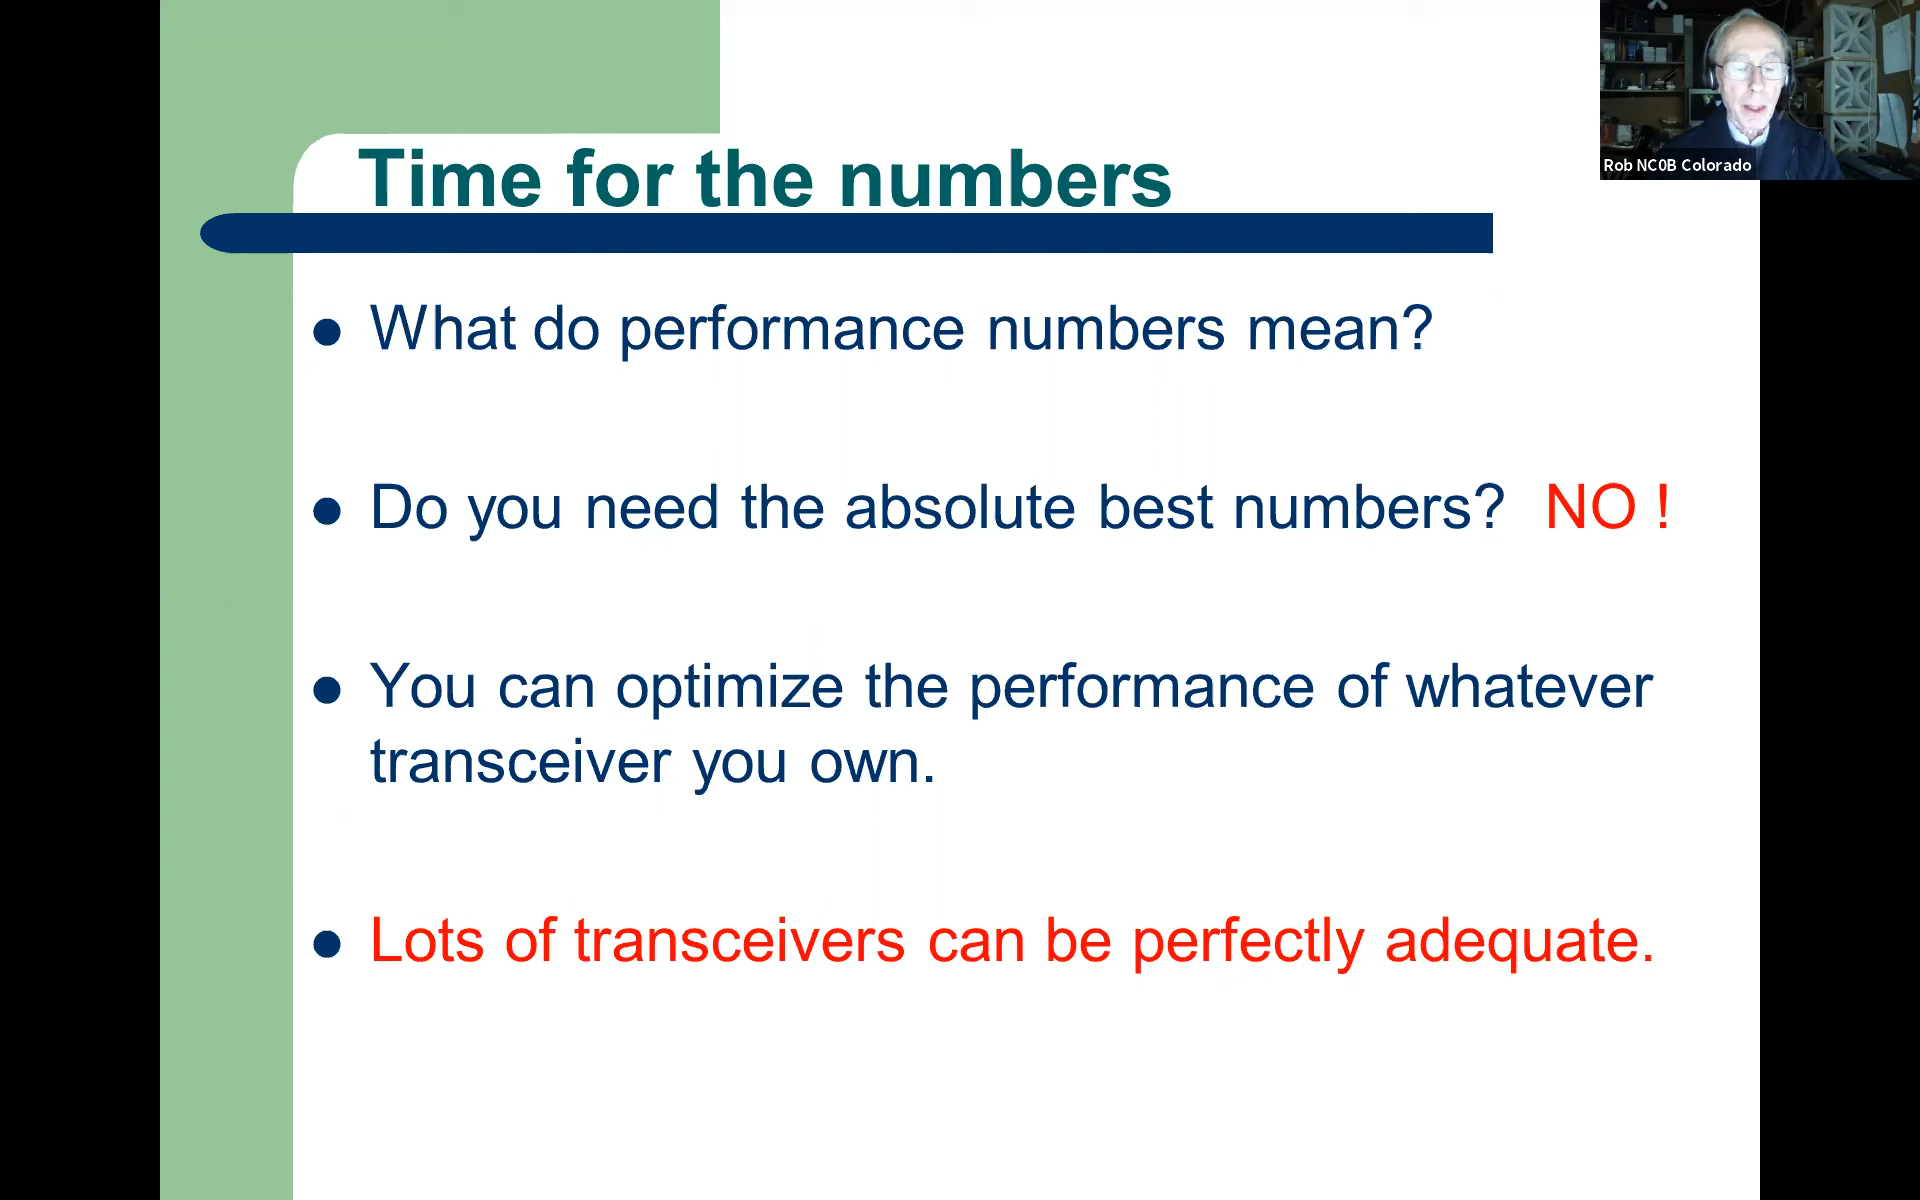 Time for the numbers
Rob NC0B Colorado
What do performance numbers mean?
Do you need the absolute best numbers? NO !
You can optimize the performance of whatever
transceiver you own.
Lots of transceivers can be perfectly adequate.